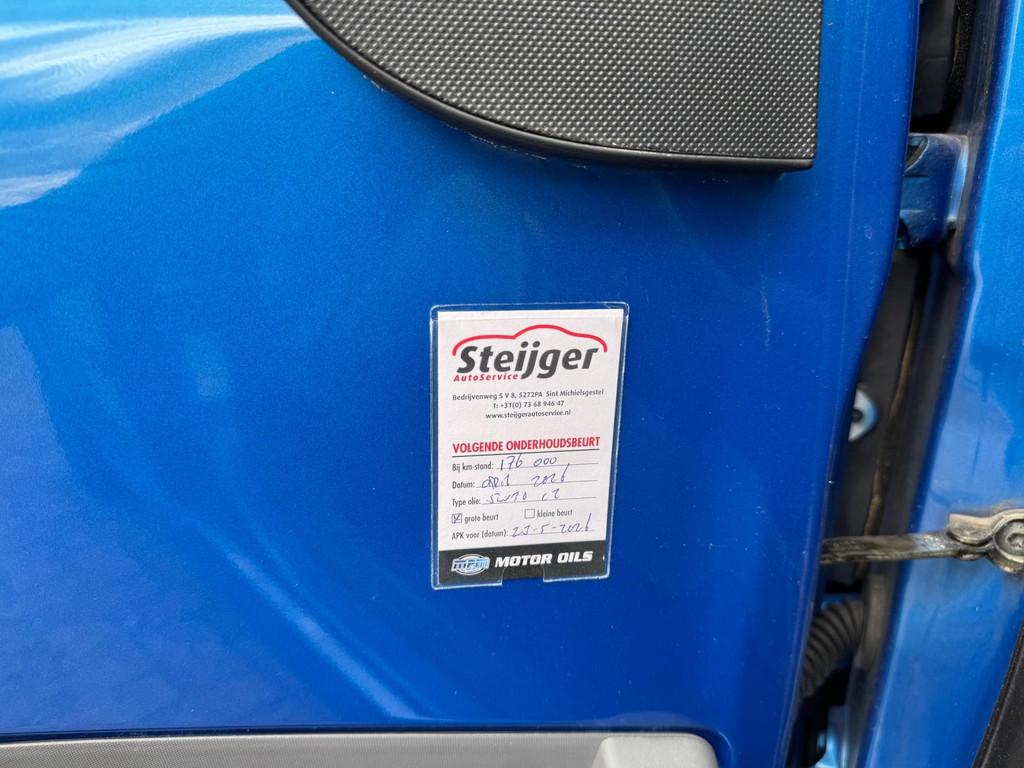 Steijger
AutoService
Bedrijvenweg 5 V 8, 5272PA Sint Michielsgestel
T: +31(0) 73 68 946 47
www.steijgerautoservice.nl
VOLGENDE ONDERHOUDSBEURT
Bij km-stand: 176 000
Datum: april 2026
Type olie: 5w30 c2
grote beurt kleine beurt
APK voor (datum): 23-5-2026
MOTOR OILS